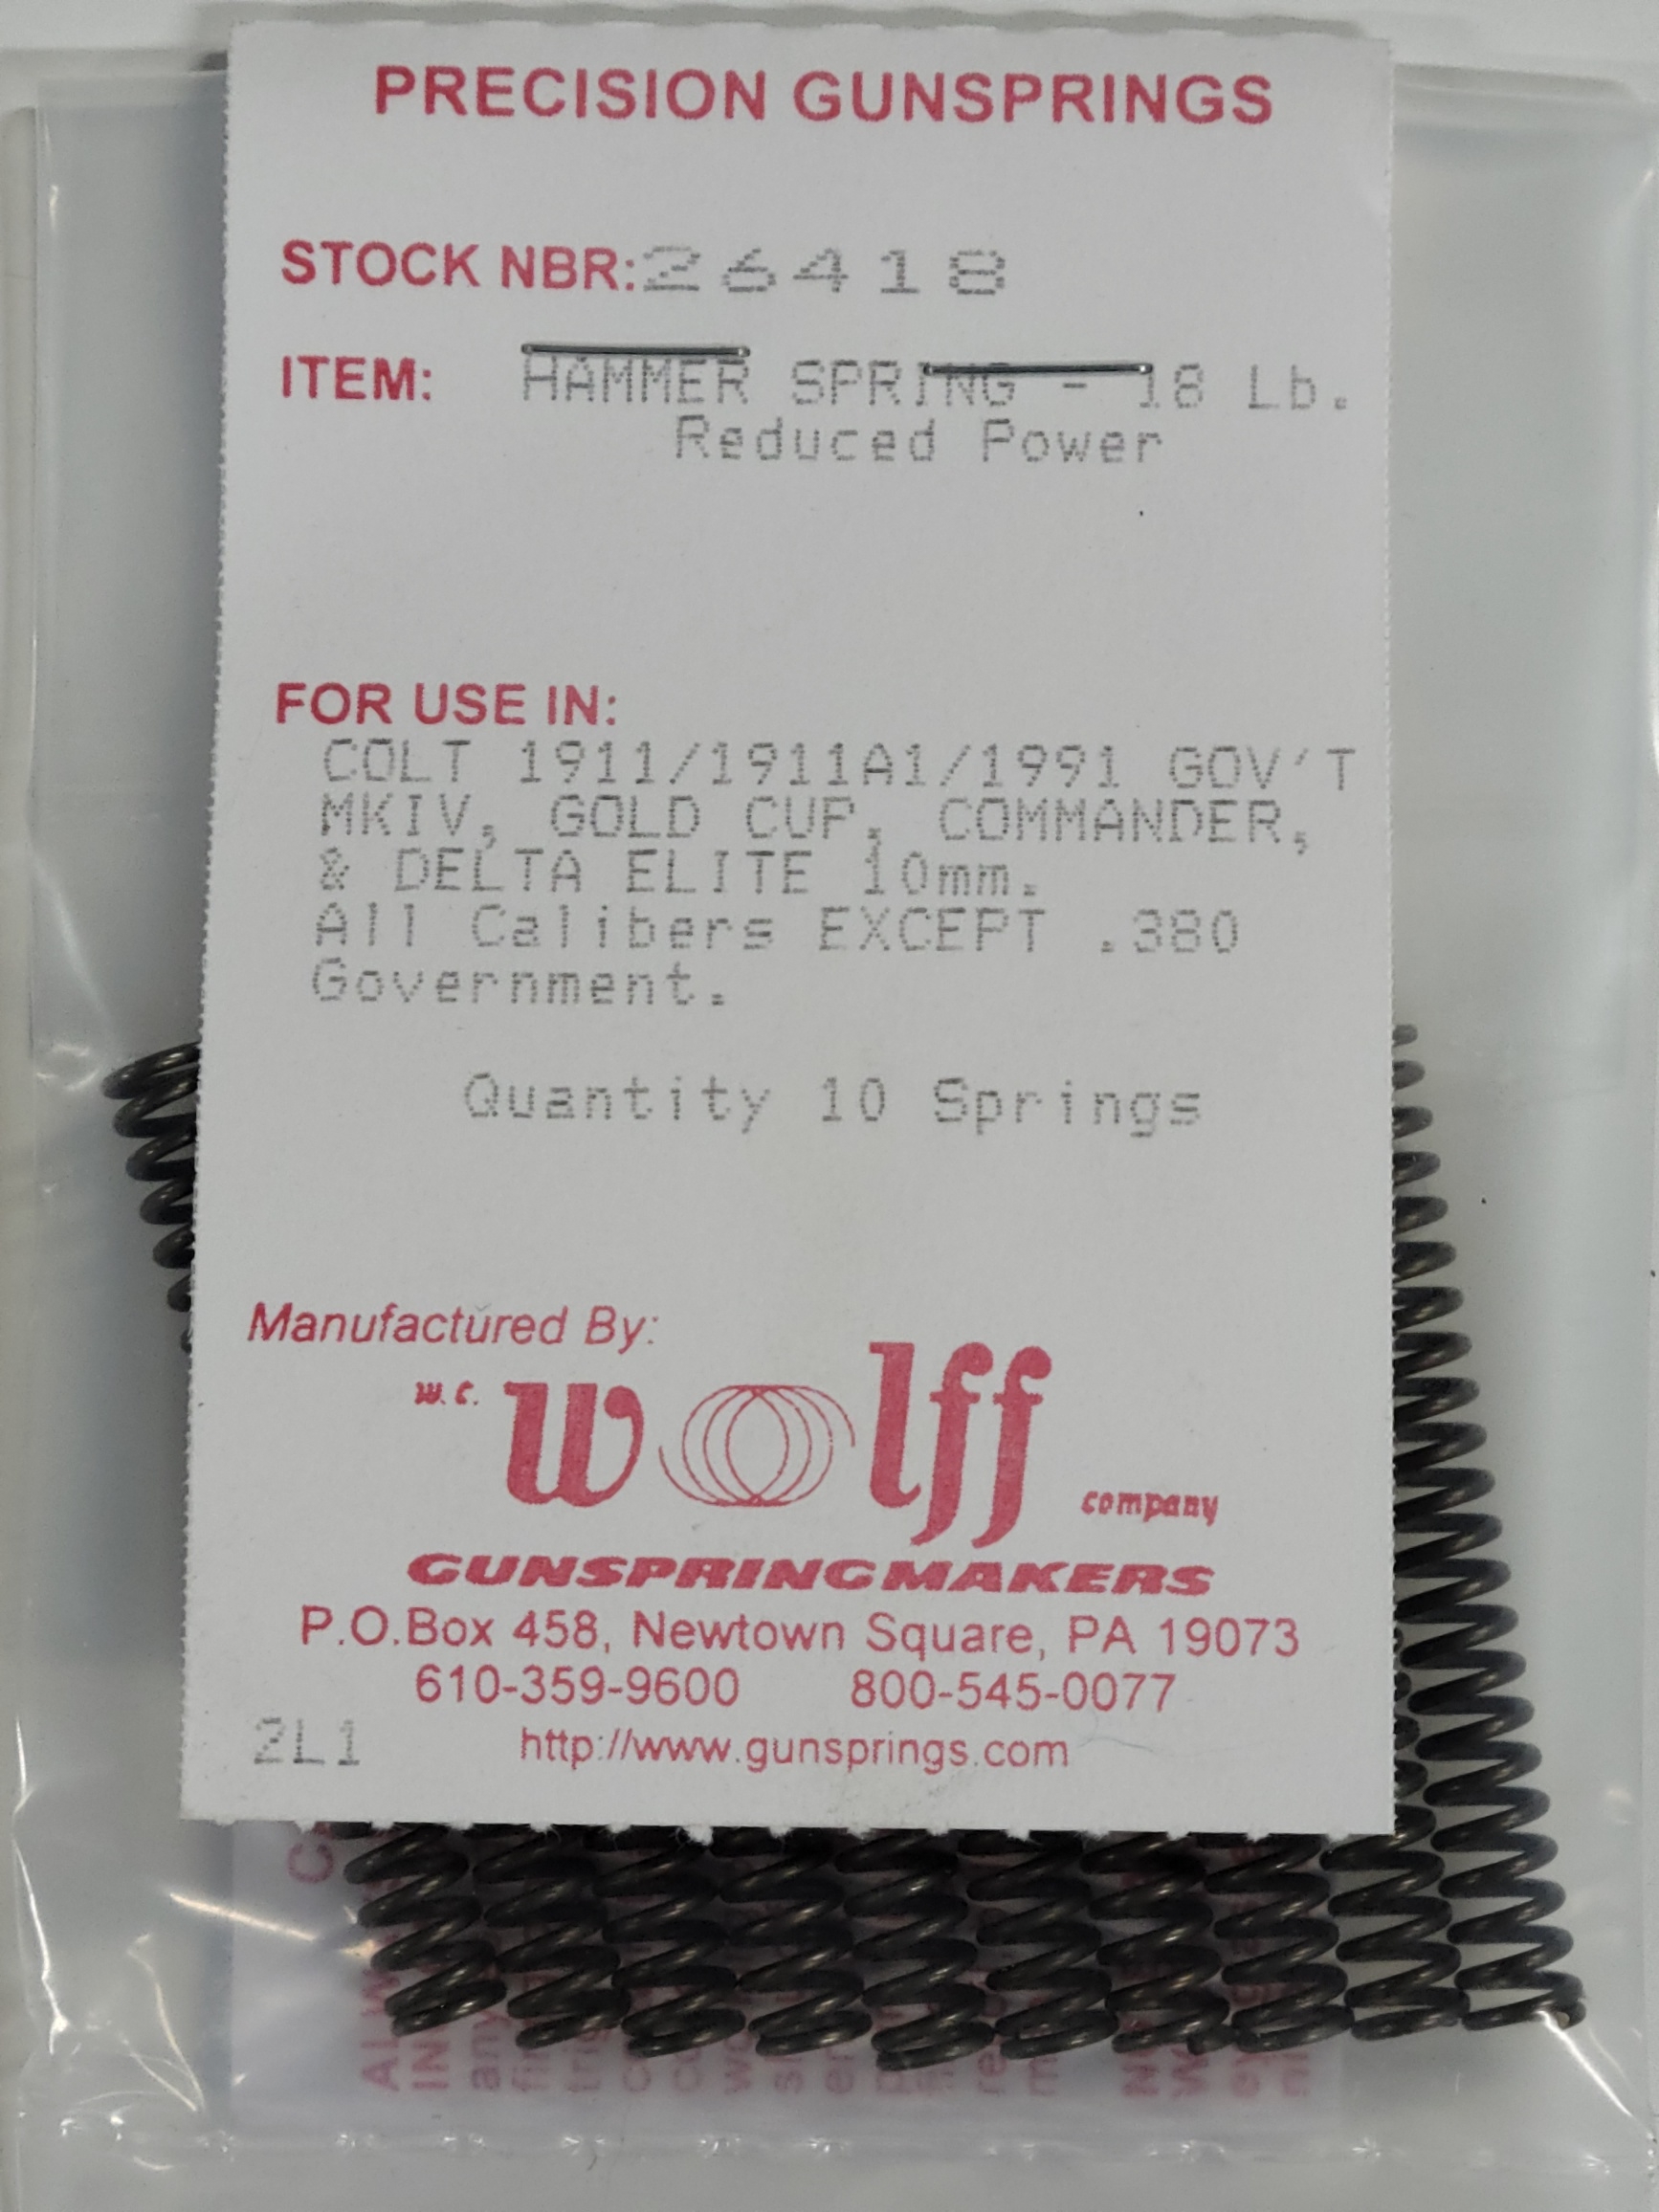 PRECISION GUNSPRINGS
STOCK NBR: 26418
ITEM: HAMMER SPRING - 18 Lb.
Reduced Power
FOR USE IN:
COLT 1911/1911A1/1991 GOV'T
MKIV, GOLD CUP, COMMANDER,
& DELTA ELITE 10mm.
All Calibers EXCEPT .380
Government.
Quantity 10 Springs
Manufactured By:
W.C. Wolff company
GUNSPRINGMAKERS
P.O.Box 458, Newtown Square, PA 19073
610-359-9600 800-545-0077
2L1 http://www.gunsprings.com